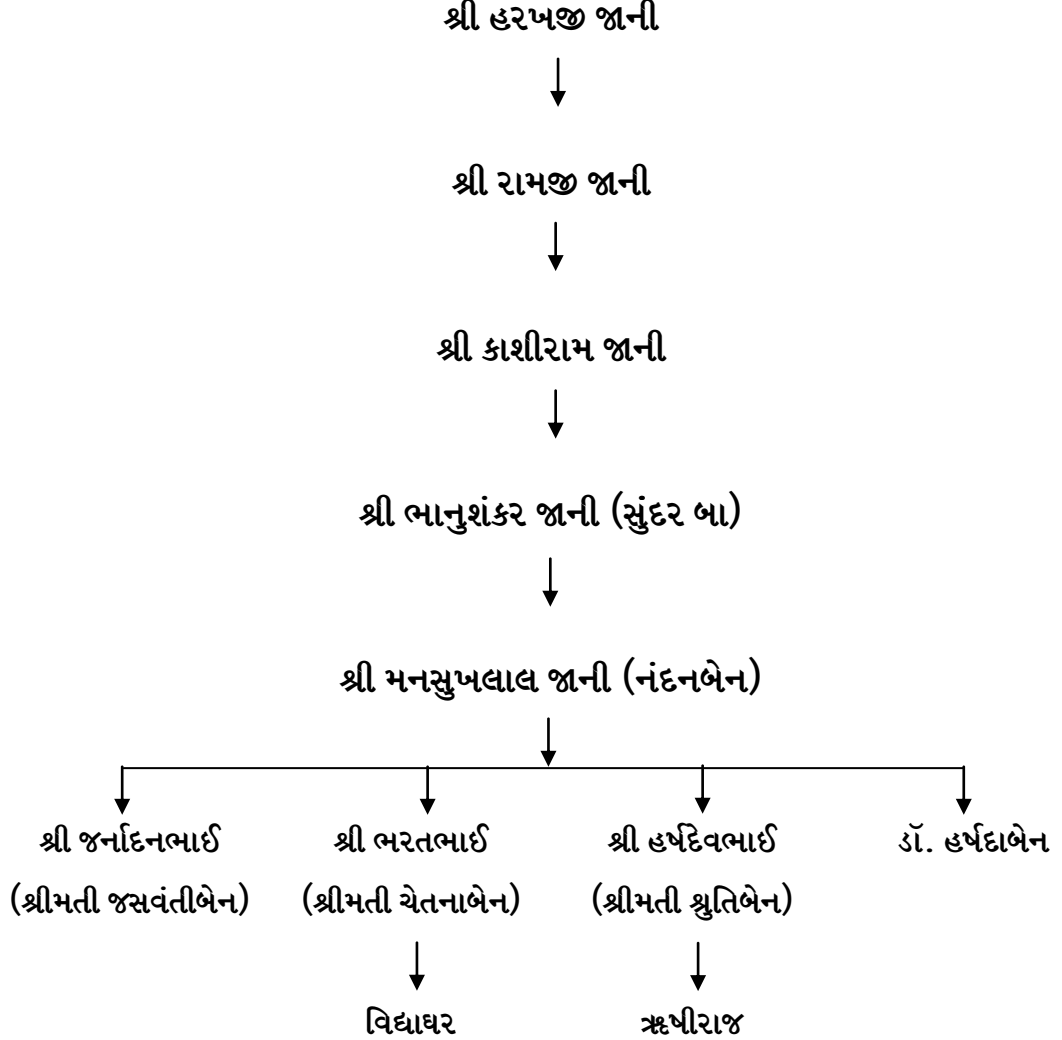 શ્રી હરખજી જાની
શ્રી રામજી જાની
શ્રી કાશીરામ જાની
શ્રી ભાનુશંકર જાની (સુંદર બા)
શ્રી મનસુખલાલ જાની (નંદનબેન)
શ્રી જર્નાદનભાઈ શ્રી ભરતભાઈ શ્રી હર્ષદેવભાઈ ડૉ. હર્ષદાબેન
(શ્રીમતી જસવંતીબેન) (શ્રીમતી ચેતનાબેન) (શ્રીમતી શ્રુતિબેન)
વિદ્યાઘર ઋષીરાજ